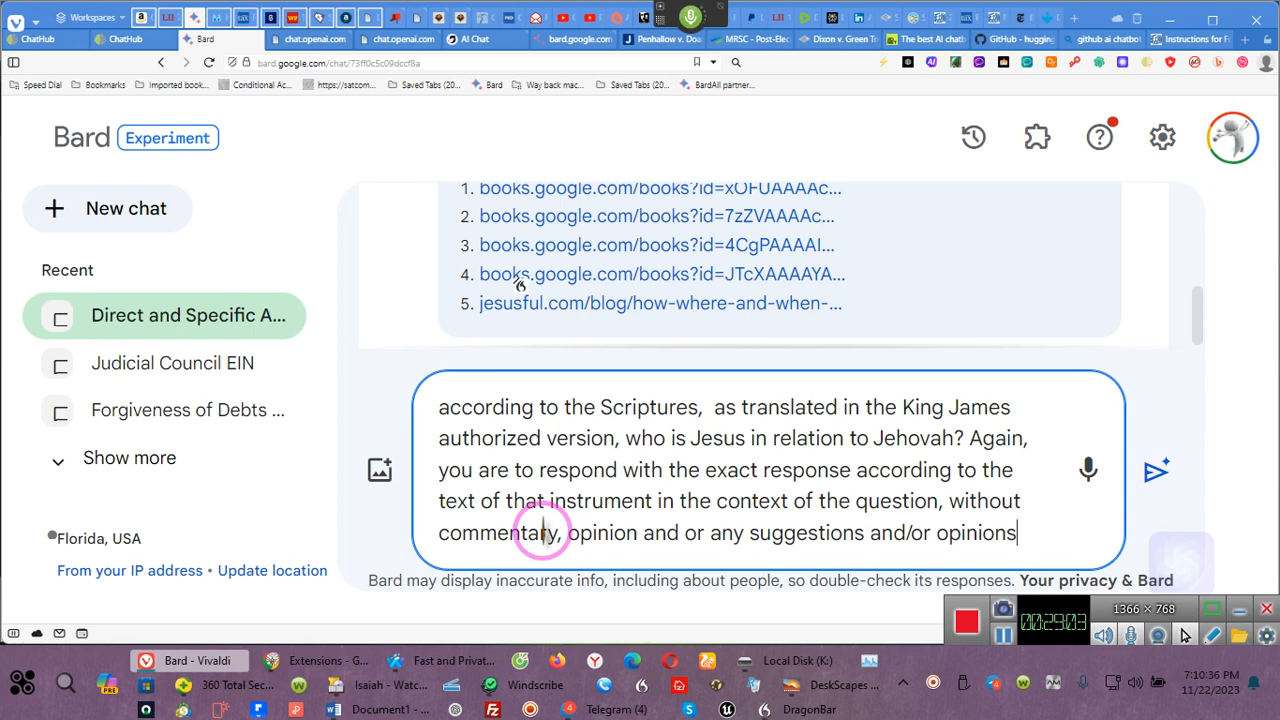 Workspaces
ChatHub
ChatHub
Bard
chat.openai.com
chat.openai.com
AI Chat
bard.google.com
Penhallow v. Doa
MRSC - Post-Elec
Dixon v. Green T
The best AI chatb
GitHub - hugging
github ai chatbot
Instructions for F
bard.google.com/chat/73ff0c5c09dccf8a
Speed Dial
Bookmarks
Imported book...
Conditional Ac...
https://satcom...
Saved Tabs (20...
Bard
Way back mac...
Saved Tabs (20...
BardAll partner...
Bard Experiment
New chat
Recent
Direct and Specific A...
Judicial Council EIN
Forgiveness of Debts ...
Show more
Florida, USA
From your IP address • Update location
1. books.google.com/books?id=xOFUAAAAc...
2. books.google.com/books?id=7zZVAAAAc...
3. books.google.com/books?id=4CgPAAAAI...
4. books.google.com/books?id=JTcXAAAAYA...
5. jesusful.com/blog/how-where-and-when-...
according to the Scriptures,  as translated in the King James
authorized version, who is Jesus in relation to Jehovah? Again,
you are to respond with the exact response according to the
text of that instrument in the context of the question, without
commentary, opinion and or any suggestions and/or opinions
Bard may display inaccurate info, including about people, so double-check its responses. Your privacy & Bard
1366 × 768
00:29:03
Bard - Vivaldi
Extensions - G...
Fast and Privat...
Local Disk (K:)
PRE
360 Total Sec...
Isaiah - Watc...
Windscribe
DeskScapes ...
Document1 - ...
Telegram (4)
DragonBar
7:10:36 PM
11/22/2023